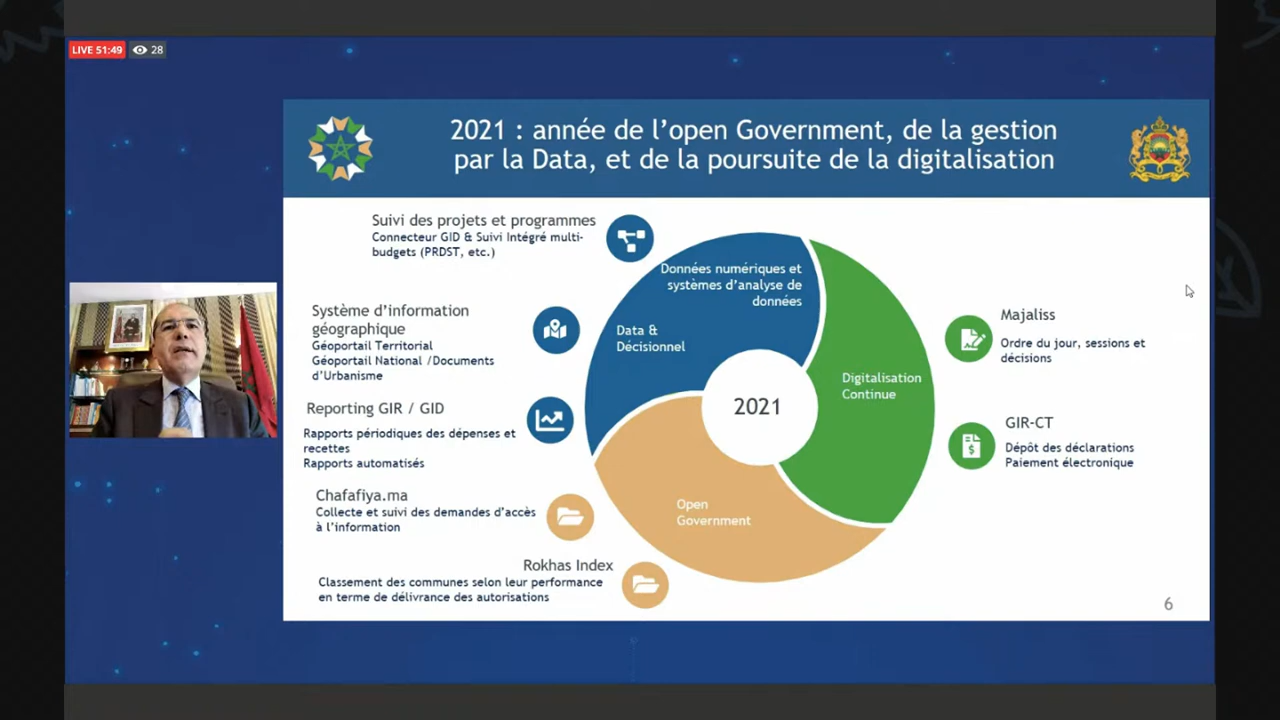 LIVE 51:49
28
2021 : année de l’open Government, de la gestion
par la Data, et de la poursuite de la digitalisation
Suivi des projets et programmes
Connecteur GID & Suivi Intégré multi-
budgets (PRDST, etc.)
Système d’information
géographique
Géoportail Territorial
Géoportail National /Documents
d’Urbanisme
Reporting GIR / GID
Rapports périodiques des dépenses et
recettes
Rapports automatisés
Chafafiya.ma
Collecte et suivi des demandes d’accès
à l’information
Rokhas Index
Classement des communes selon leur performance
en terme de délivrance des autorisations
Données numériques et
systèmes d’analyse de
données
Data &
Décisionnel
Digitalisation
Continue
2021
Open
Government
Majaliss
Ordre du jour, sessions et
décisions
GIR-CT
Dépôt des déclarations
Paiement électronique
6